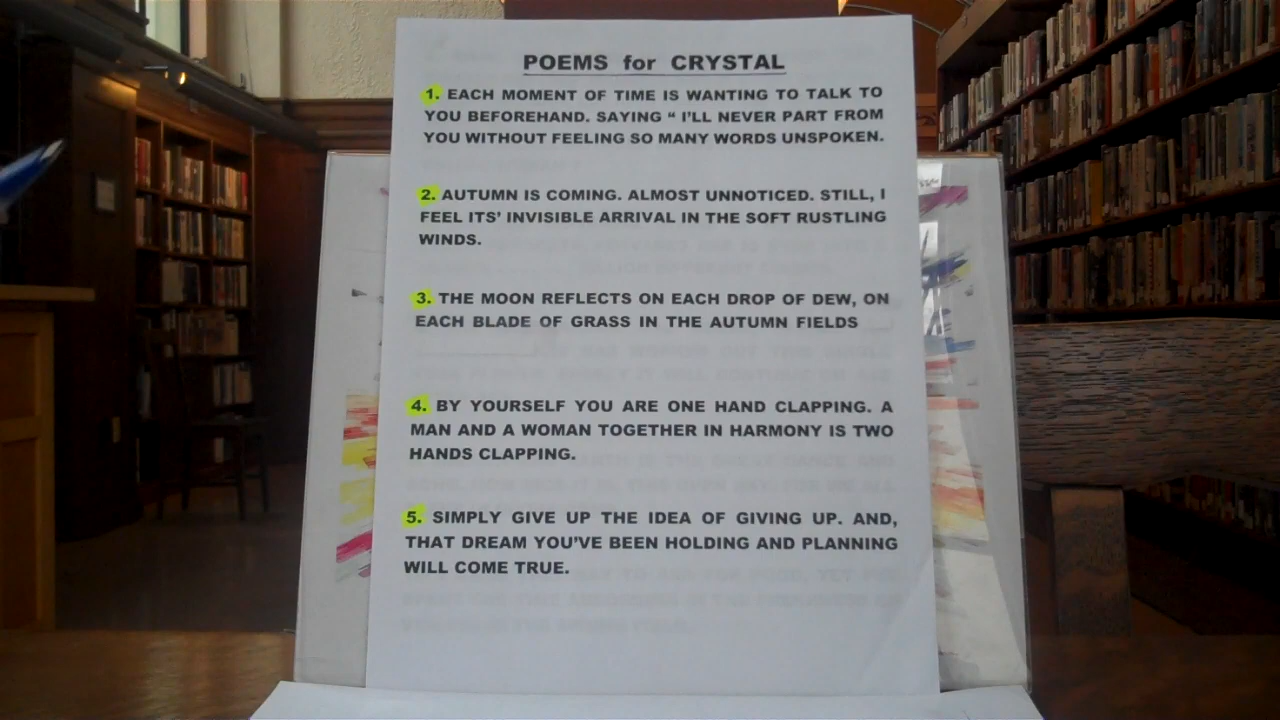 POEMS for CRYSTAL
1. EACH MOMENT OF TIME IS WANTING TO TALK TO
YOU BEFOREHAND. SAYING “ I'LL NEVER PART FROM
YOU WITHOUT FEELING SO MANY WORDS UNSPOKEN.
2. AUTUMN IS COMING. ALMOST UNNOTICED. STILL, I
FEEL ITS’ INVISIBLE ARRIVAL IN THE SOFT RUSTLING
WINDS.
3. THE MOON REFLECTS ON EACH DROP OF DEW, ON
EACH BLADE OF GRASS IN THE AUTUMN FIELDS
4. BY YOURSELF YOU ARE ONE HAND CLAPPING. A
MAN AND A WOMAN TOGETHER IN HARMONY IS TWO
HANDS CLAPPING.
5. SIMPLY GIVE UP THE IDEA OF GIVING UP. AND,
THAT DREAM YOU’VE BEEN HOLDING AND PLANNING
WILL COME TRUE.